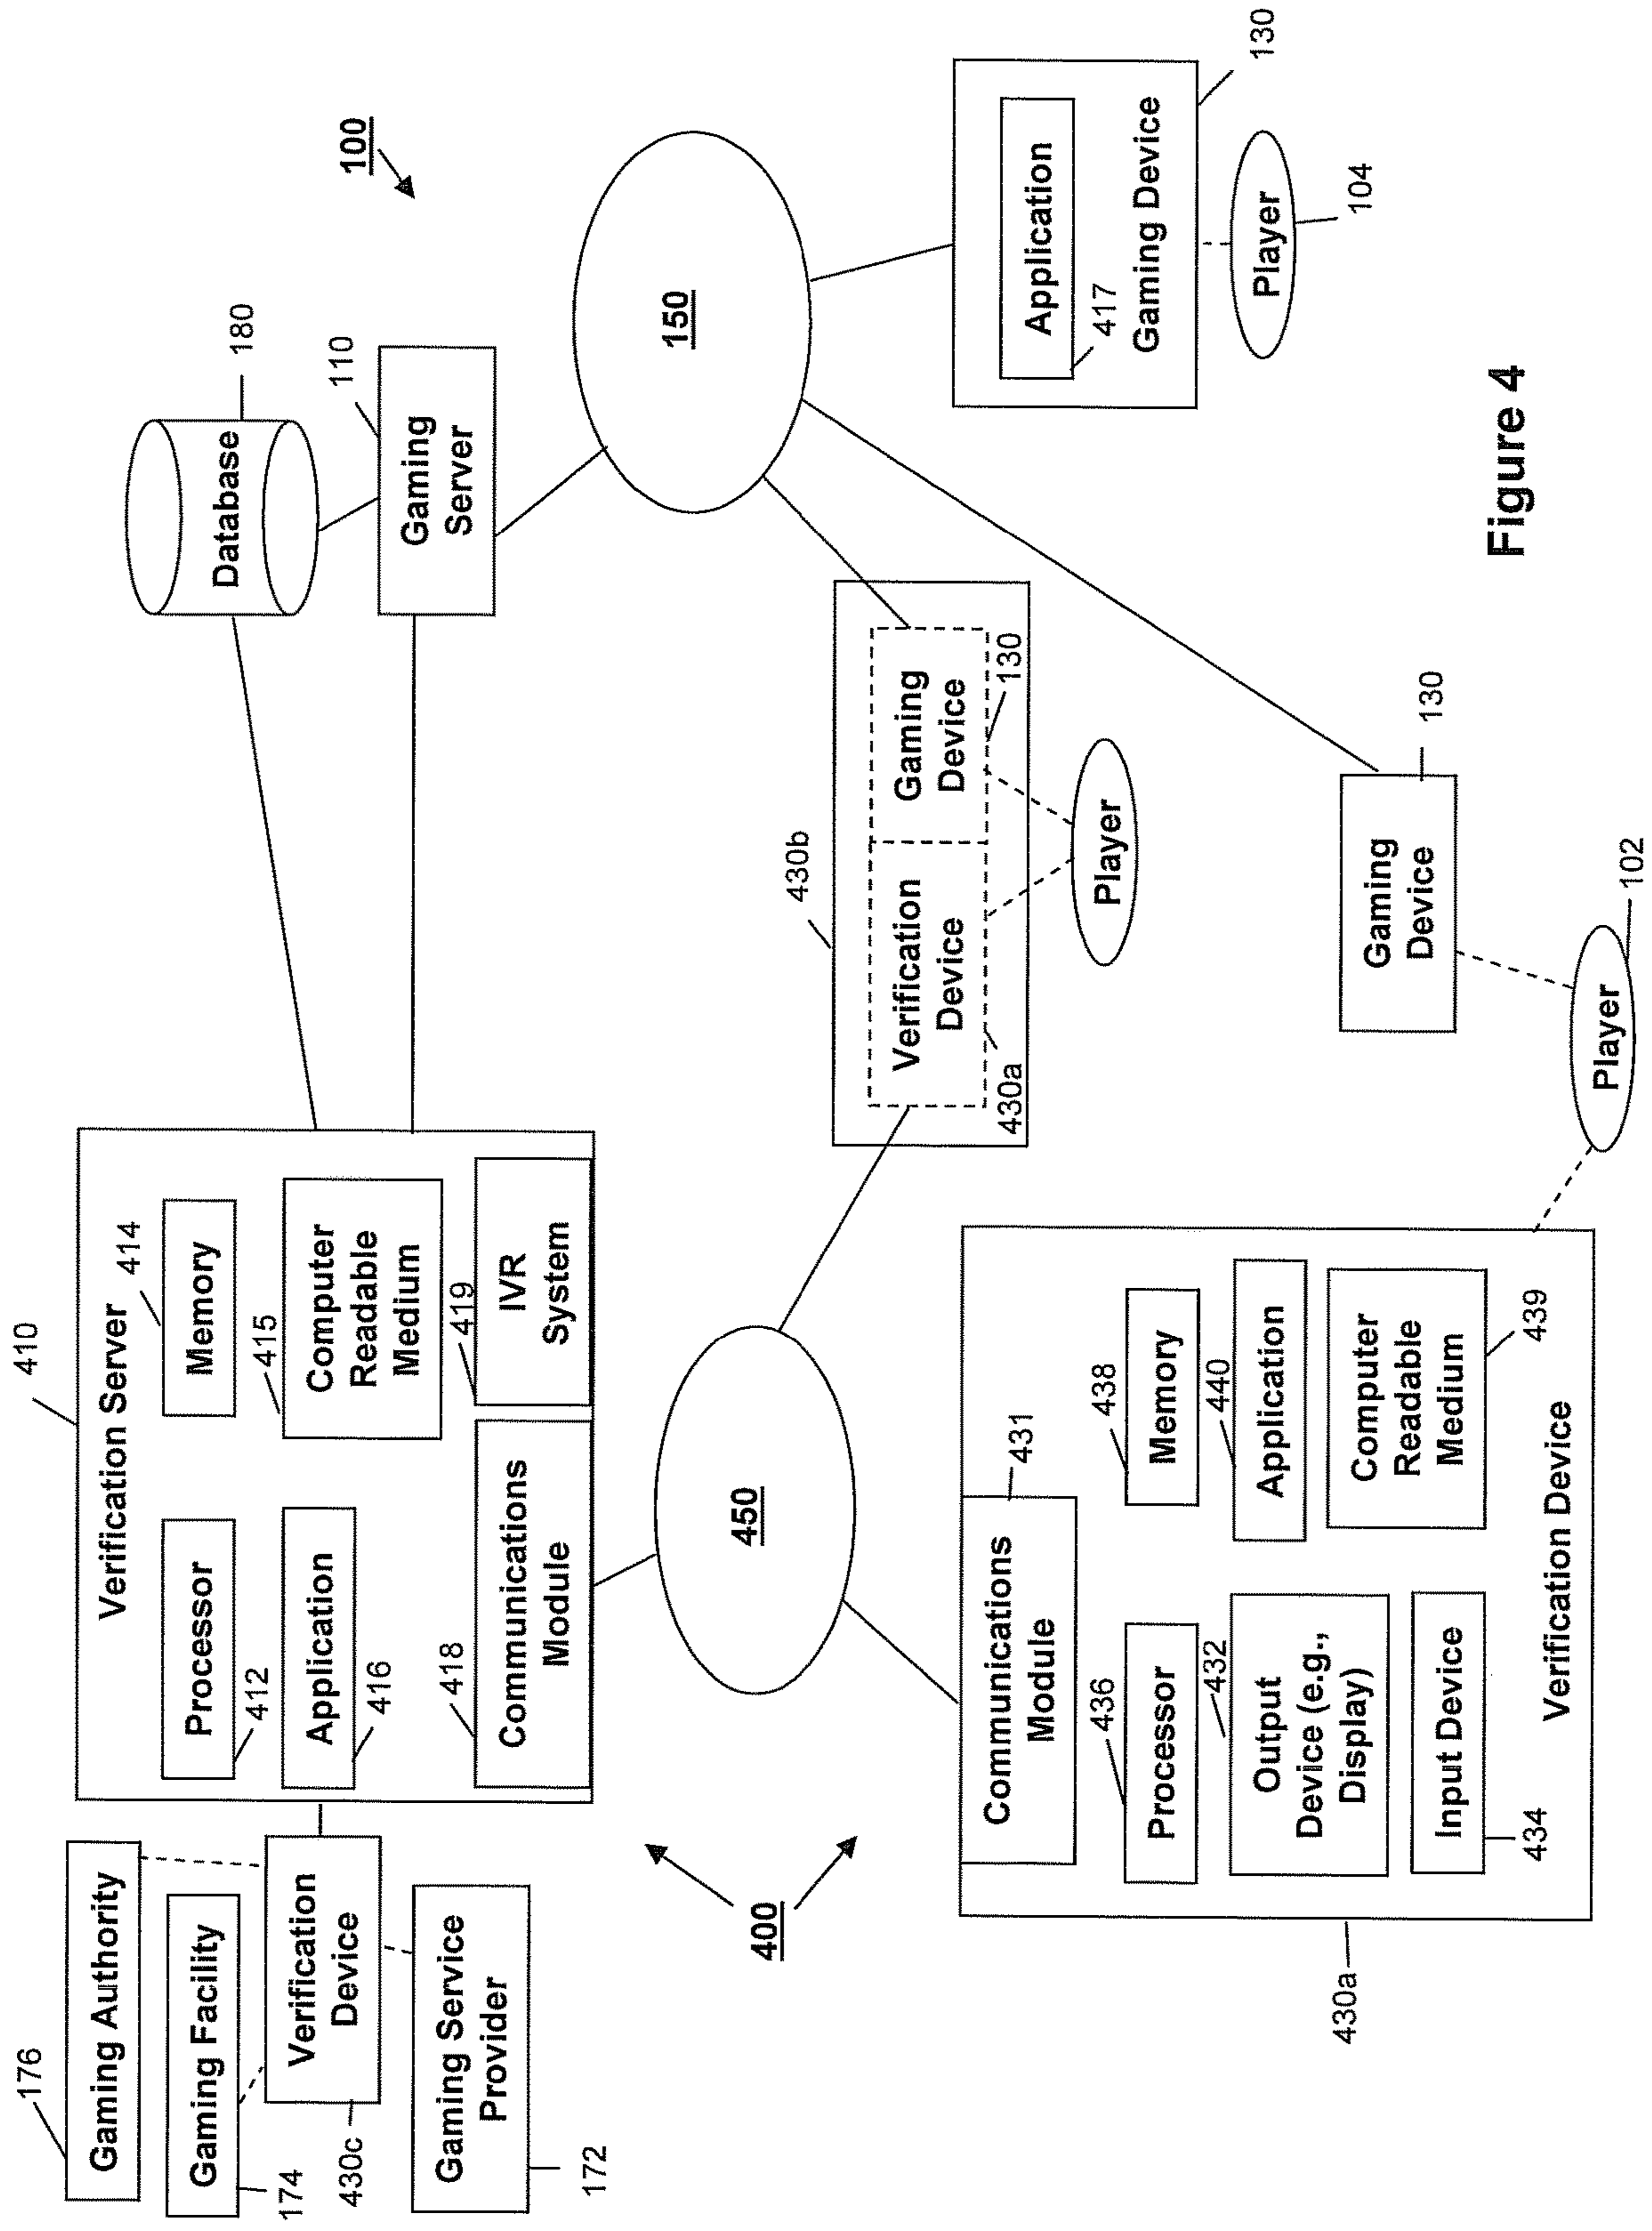 176
Gaming Authority
Gaming Facility
174
Verification
Device
430c
Gaming Service
Provider
172
410
Verification Server
Processor
412
Memory
414
Application
416
415
Computer
Readable
Medium
418
Communications
Module
419
IVR
System
Database
180
110
Gaming
Server
100
400
450
150
430b
Verification
Device
430a
Gaming
Device
130
Player
Application
417
Gaming Device
130
Player
104
Communications
Module
431
436
Processor
438
Memory
432
Output
Device (e.g.,
Display)
440
Application
Input Device
434
Computer
Readable
Medium
439
Verification Device
430a
Gaming
Device
130
Player
102
Figure 4